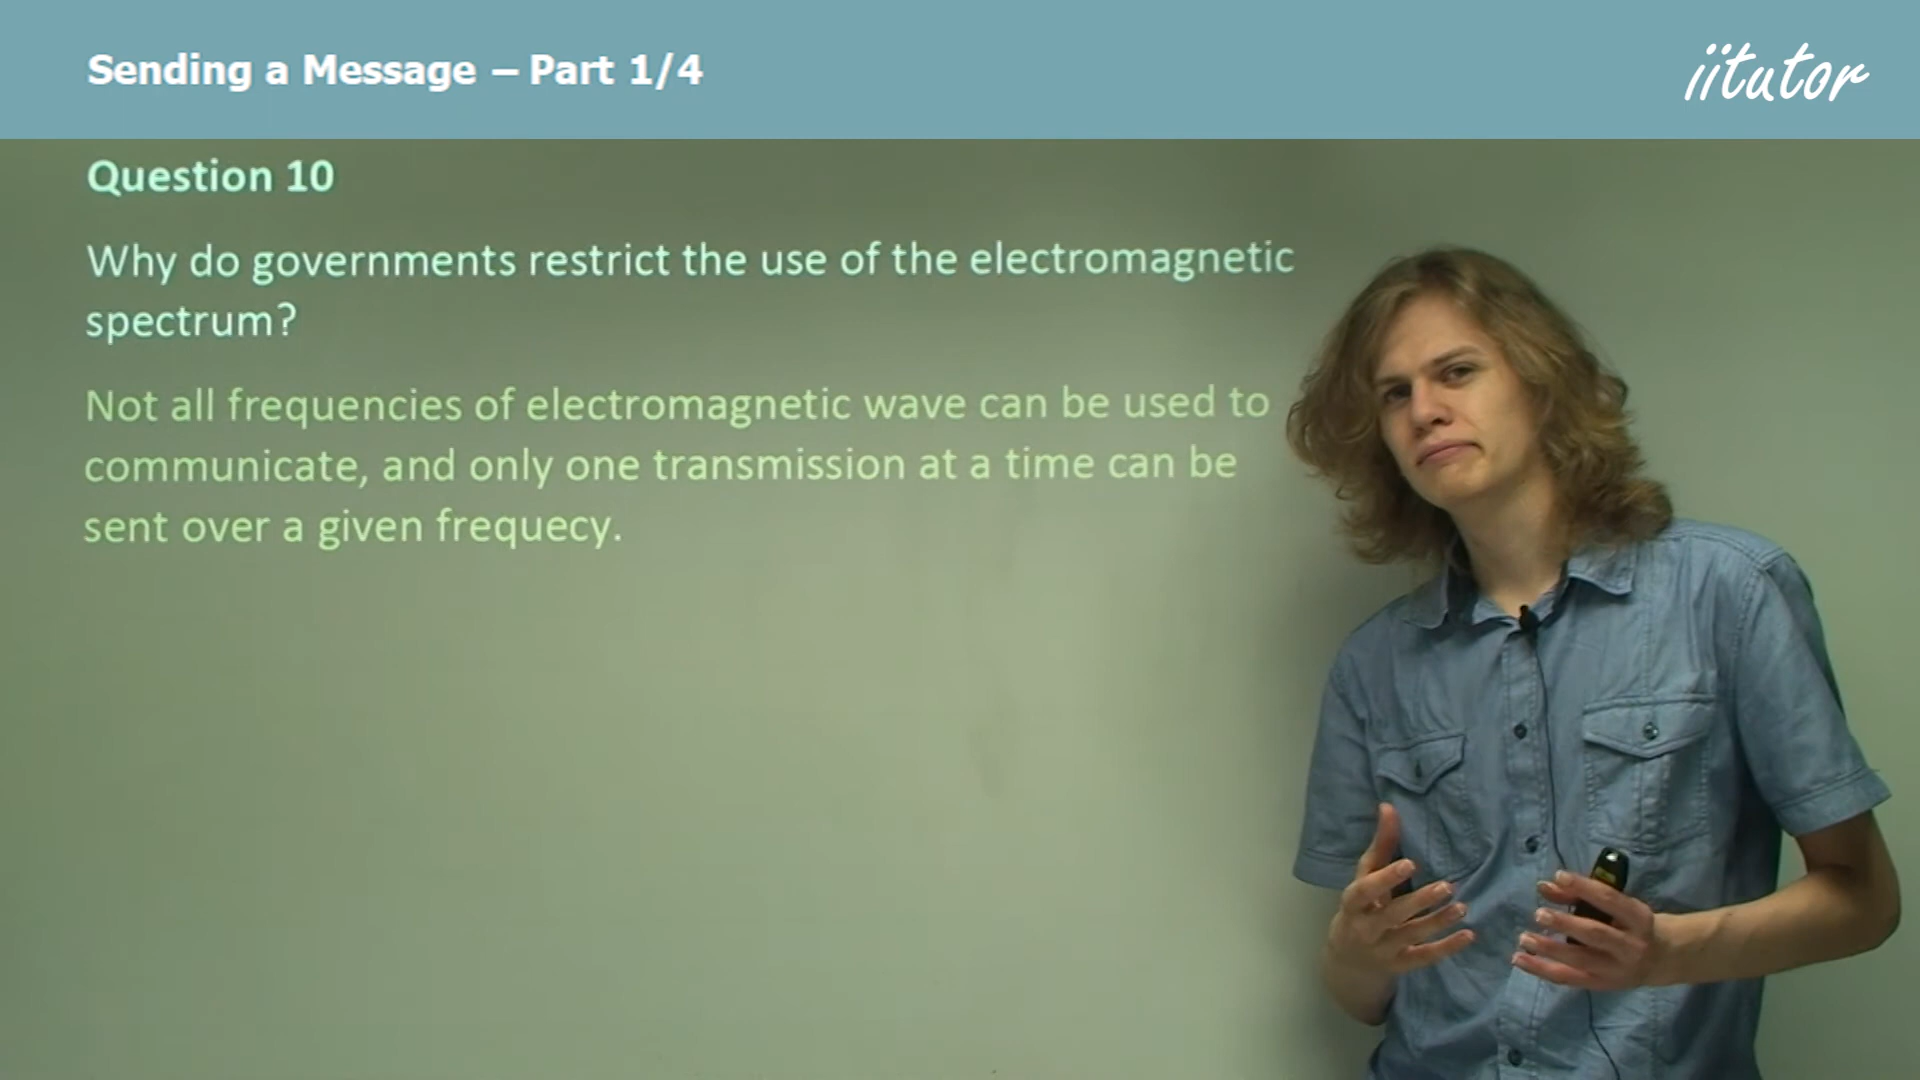 Sending a Message – Part 1/4
iitutor
Question 10
Why do governments restrict the use of the electromagnetic
spectrum?
Not all frequencies of electromagnetic wave can be used to
communicate, and only one transmission at a time can be
sent over a given frequecy.